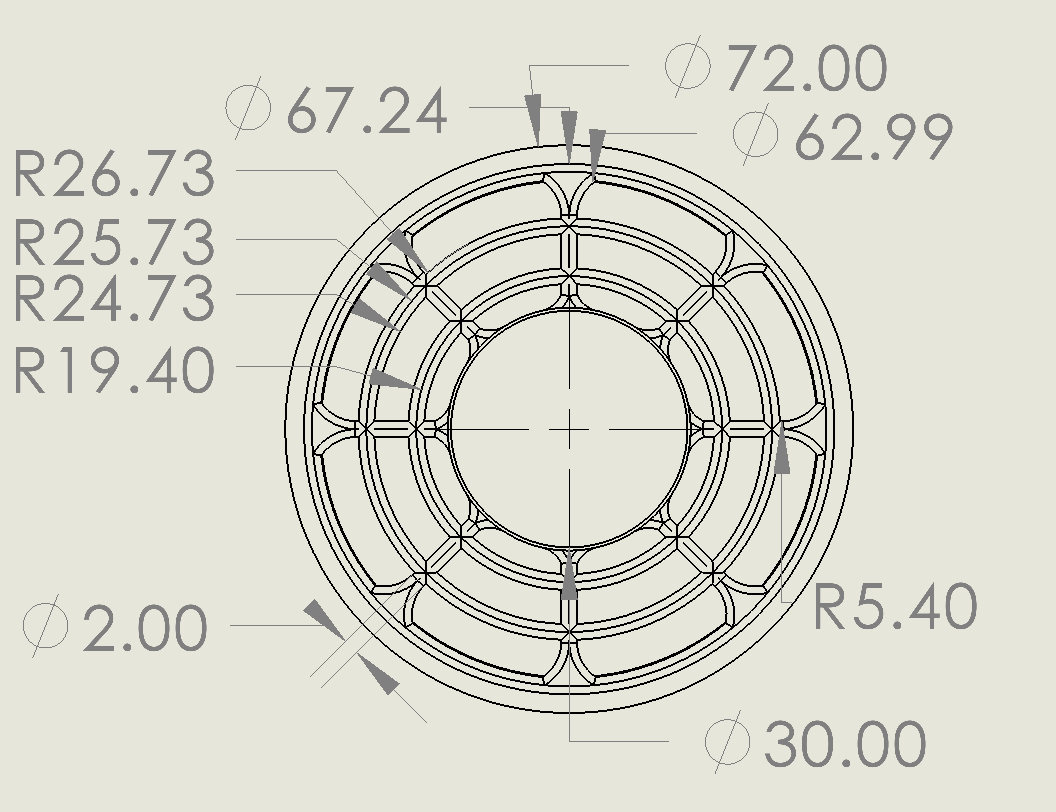 ⌀ 72.00
⌀ 67.24
⌀ 62.99
R26.73
R25.73
R24.73
R19.40
R5.40
⌀ 2.00
⌀ 30.00